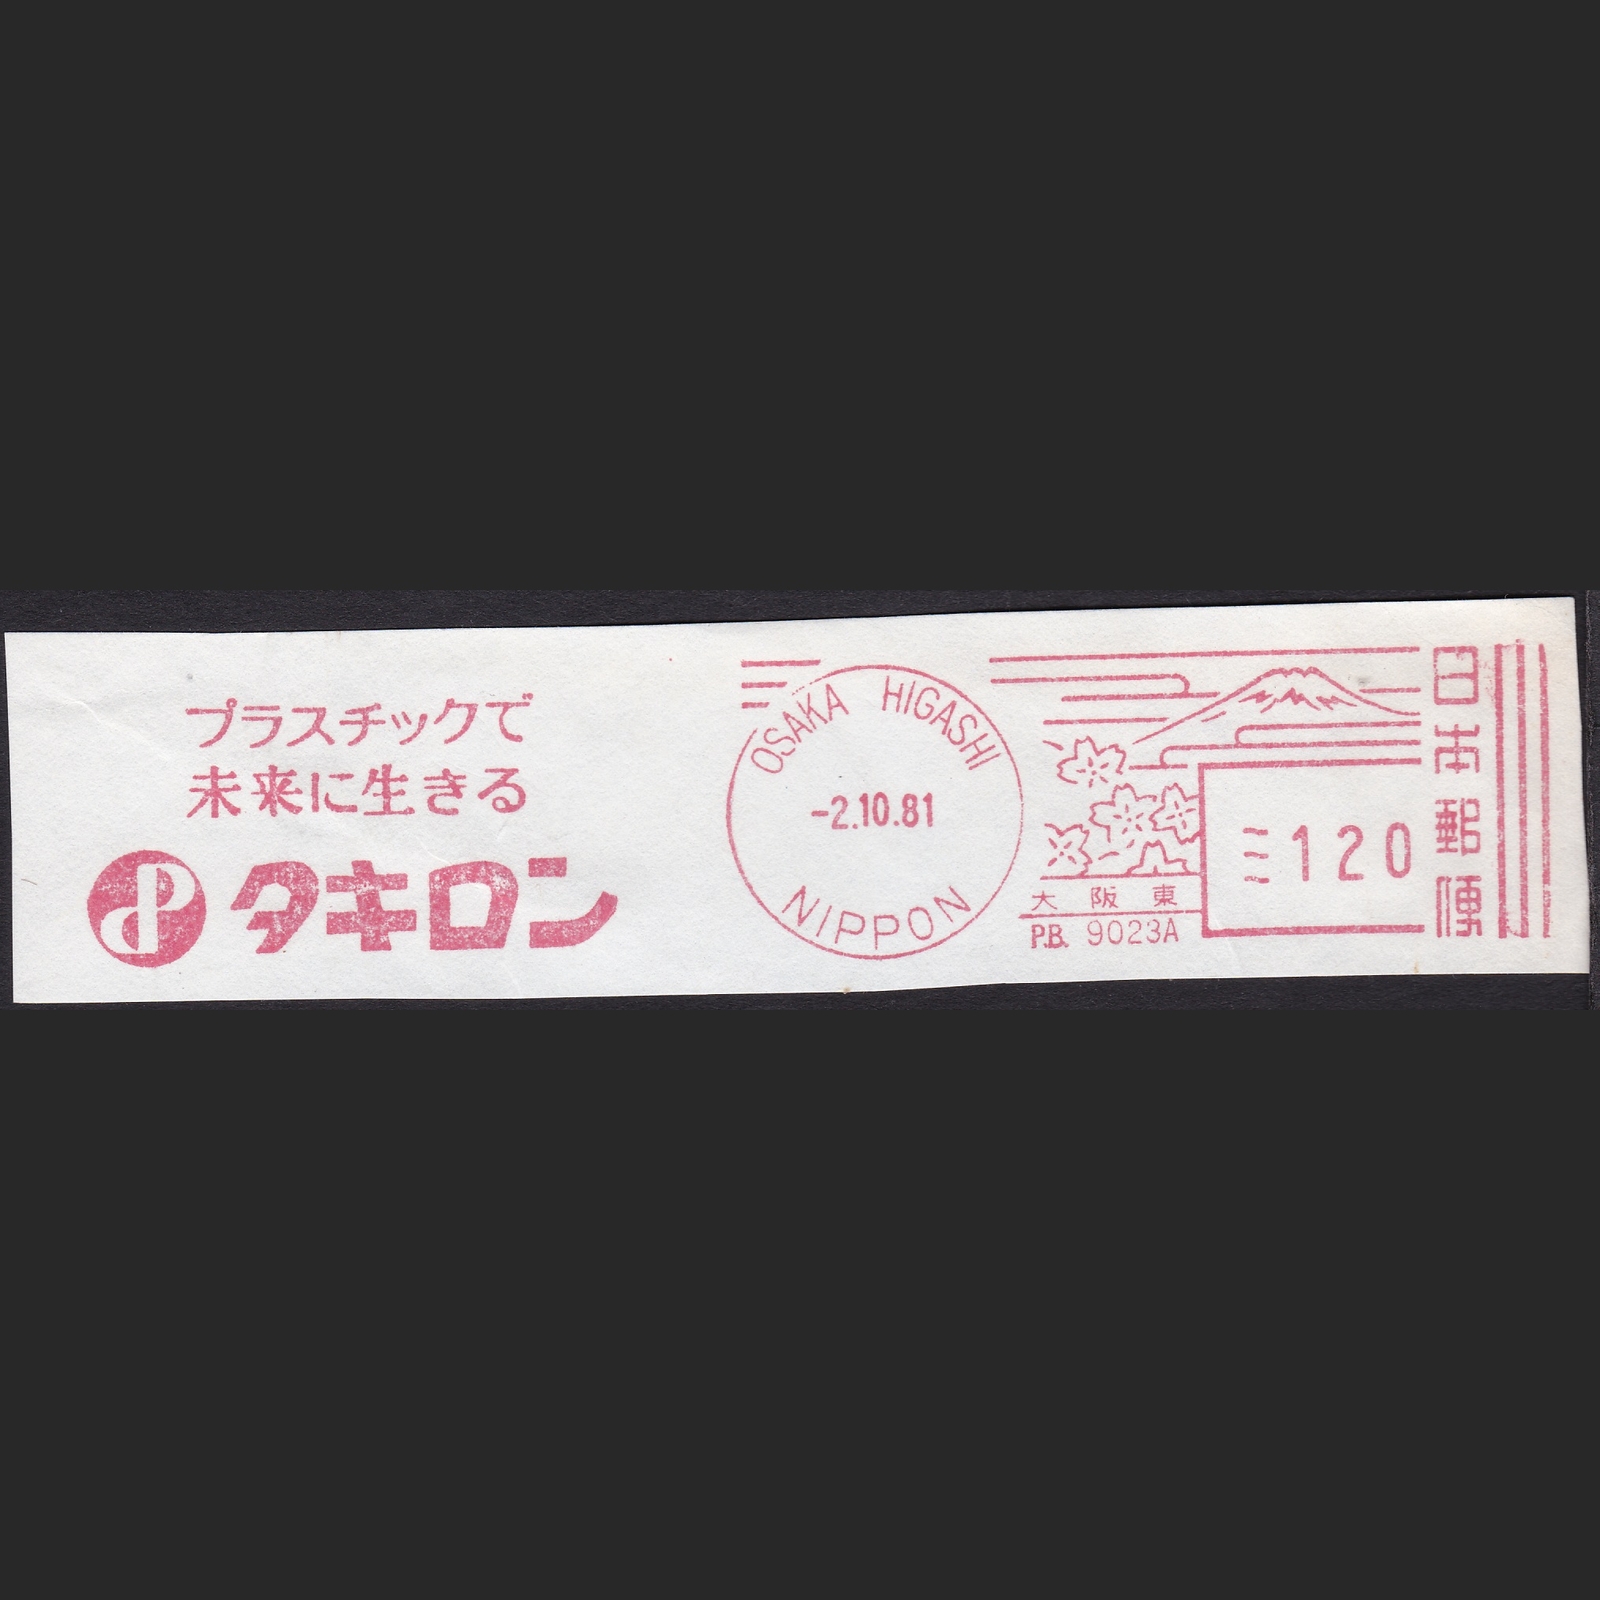 プラスチックで
未来に生きる
タキロン
OSAKA HIGASHI
-2.10.81
NIPPON
大阪東
P.B. 9023A
120
日本郵便